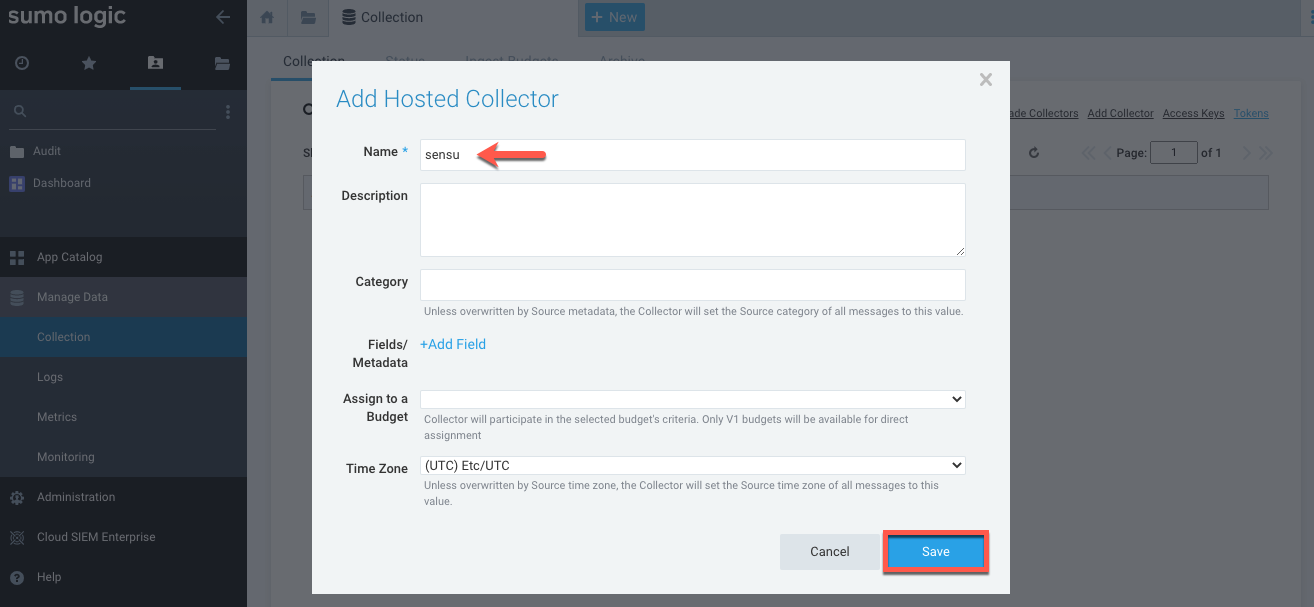 sumo logic
Collection
+ New
Collection Status Ingest Budgets Archive
Add Hosted Collector
Collectors Add Collector Access Keys Tokens
Name *
sensu
Page: 1 of 1
Audit
Dashboard
Description
App Catalog
Manage Data
Collection
Logs
Metrics
Monitoring
Administration
Cloud SIEM Enterprise
Help
Category
Unless overwritten by Source metadata, the Collector will set the Source category of all messages to this value.
Fields/
Metadata
+Add Field
Assign to a
Budget
Collector will participate in the selected budget's criteria. Only V1 budgets will be available for direct
assignment
Time Zone
(UTC) Etc/UTC
Unless overwritten by Source time zone, the Collector will set the Source time zone of all messages to this
value.
Cancel
Save